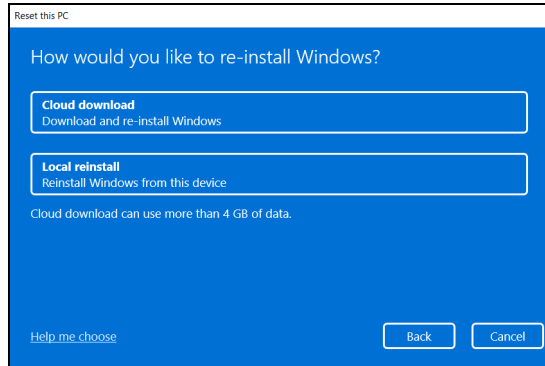 Reset this PC
How would you like to re-install Windows?
Cloud download
Download and re-install Windows
Local reinstall
Reinstall Windows from this device
Cloud download can use more than 4 GB of data.
Help me choose
Back
Cancel